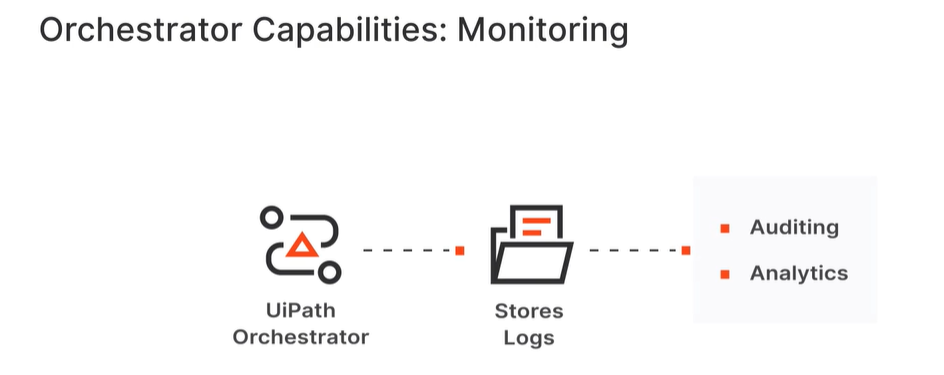 Orchestrator Capabilities: Monitoring
UiPath
Orchestrator
Stores
Logs
Auditing
Analytics